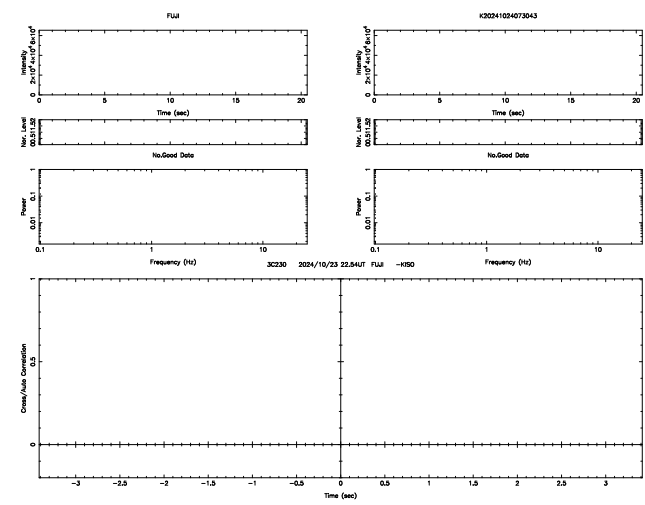 FUJI
K20241024073043
Intensity
0 2×10⁴ 4×10⁴ 6×10⁴
0 5 10 15 20
Time (sec)
Intensity
0 2×10⁴ 4×10⁴ 6×10⁴
0 5 10 15 20
Time (sec)
Nor. Level
0 0.5 1 1.5 2
Nor. Level
0 0.5 1 1.5 2
No.Good Data
No.Good Data
Power
1
0.1
0.01
0.1 1 10
Frequency (Hz)
Power
1
0.1
0.01
0.1 1 10
Frequency (Hz)
3C230 2024/10/23 22.54UT FUJI -KISO
Cross/Auto Correlation
1
0.5
0
-3 -2.5 -2 -1.5 -1 -0.5 0 0.5 1 1.5 2 2.5 3
Time (sec)